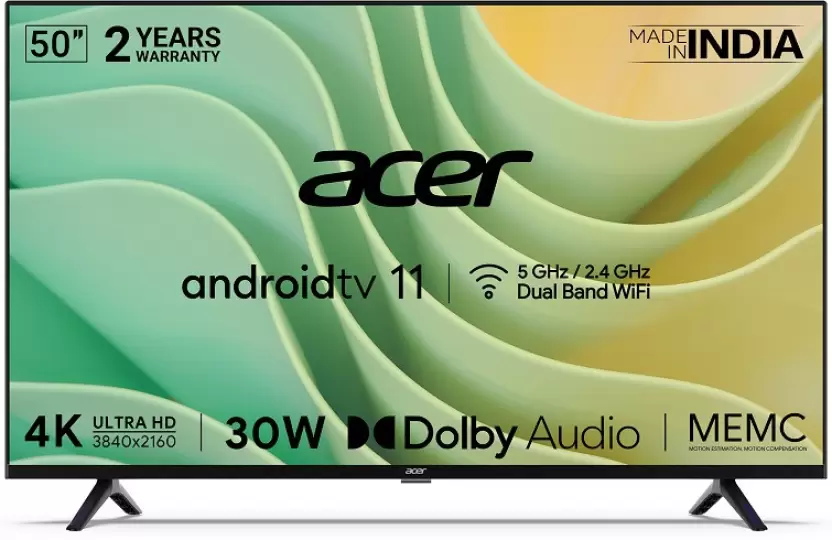 50"
2 YEARS
WARRANTY
MADE
IN INDIA
acer
androidtv 11
5 GHz / 2.4 GHz
Dual Band WiFi
4K
ULTRA HD
3840x2160
30W
Dolby Audio
MEMC
MOTION ESTIMATION, MOTION COMPENSATION
acer